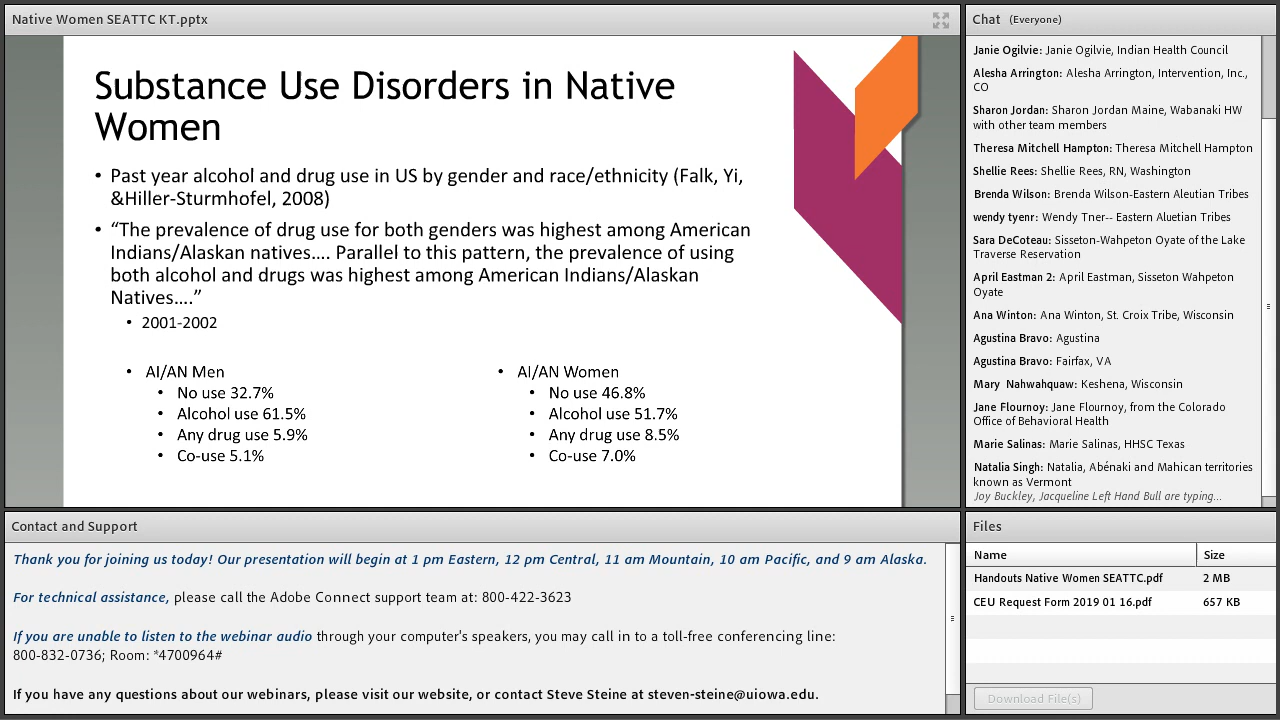 Native Women SEATTC KT.pptx
Substance Use Disorders in Native
Women
• Past year alcohol and drug use in US by gender and race/ethnicity (Falk, Yi,
&Hiller-Sturmhofel, 2008)
• “The prevalence of drug use for both genders was highest among American
Indians/Alaskan natives…. Parallel to this pattern, the prevalence of using
both alcohol and drugs was highest among American Indians/Alaskan
Natives….”
• 2001-2002
• AI/AN Men
• No use 32.7%
• Alcohol use 61.5%
• Any drug use 5.9%
• Co-use 5.1%
• AI/AN Women
• No use 46.8%
• Alcohol use 51.7%
• Any drug use 8.5%
• Co-use 7.0%
Chat (Everyone)
Janie Ogilvie: Janie Ogilvie, Indian Health Council
Alesha Arrington: Alesha Arrington, Intervention, Inc.,
CO
Sharon Jordan: Sharon Jordan Maine, Wabanaki HW
with other team members
Theresa Mitchell Hampton: Theresa Mitchell Hampton
Shellie Rees: Shellie Rees, RN, Washington
Brenda Wilson: Brenda Wilson-Eastern Aleutian Tribes
wendy tyenr: Wendy Tner-- Eastern Aluetian Tribes
Sara DeCoteau: Sisseton-Wahpeton Oyate of the Lake
Traverse Reservation
April Eastman 2: April Eastman, Sisseton Wahpeton
Oyate
Ana Winton: Ana Winton, St. Croix Tribe, Wisconsin
Agustina Bravo: Agustina
Agustina Bravo: Fairfax, VA
Mary Nahwahquaw: Keshena, Wisconsin
Jane Flournoy: Jane Flournoy, from the Colorado
Office of Behavioral Health
Marie Salinas: Marie Salinas, HHSC Texas
Natalia Singh: Natalia, Abénaki and Mahican territories
known as Vermont
Joy Buckley, Jacqueline Left Hand Bull are typing...
Contact and Support
Thank you for joining us today! Our presentation will begin at 1 pm Eastern, 12 pm Central, 11 am Mountain, 10 am Pacific, and 9 am Alaska.
For technical assistance, please call the Adobe Connect support team at: 800-422-3623
If you are unable to listen to the webinar audio through your computer's speakers, you may call in to a toll-free conferencing line:
800-832-0736; Room: *4700964#
If you have any questions about our webinars, please visit our website, or contact Steve Steine at steven-steine@uiowa.edu.
Files
Name Size
Handouts Native Women SEATTC.pdf 2 MB
CEU Request Form 2019 01 16.pdf 657 KB
Download File(s)